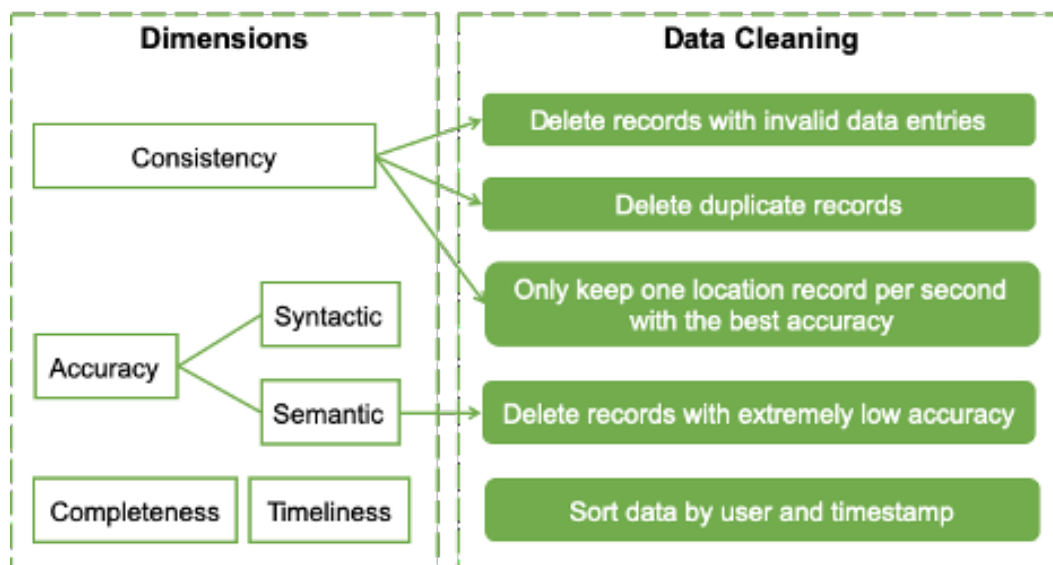 Dimensions
Consistency
Accuracy
Syntactic
Semantic
Completeness
Timeliness
Data Cleaning
Delete records with invalid data entries
Delete duplicate records
Only keep one location record per second
with the best accuracy
Delete records with extremely low accuracy
Sort data by user and timestamp